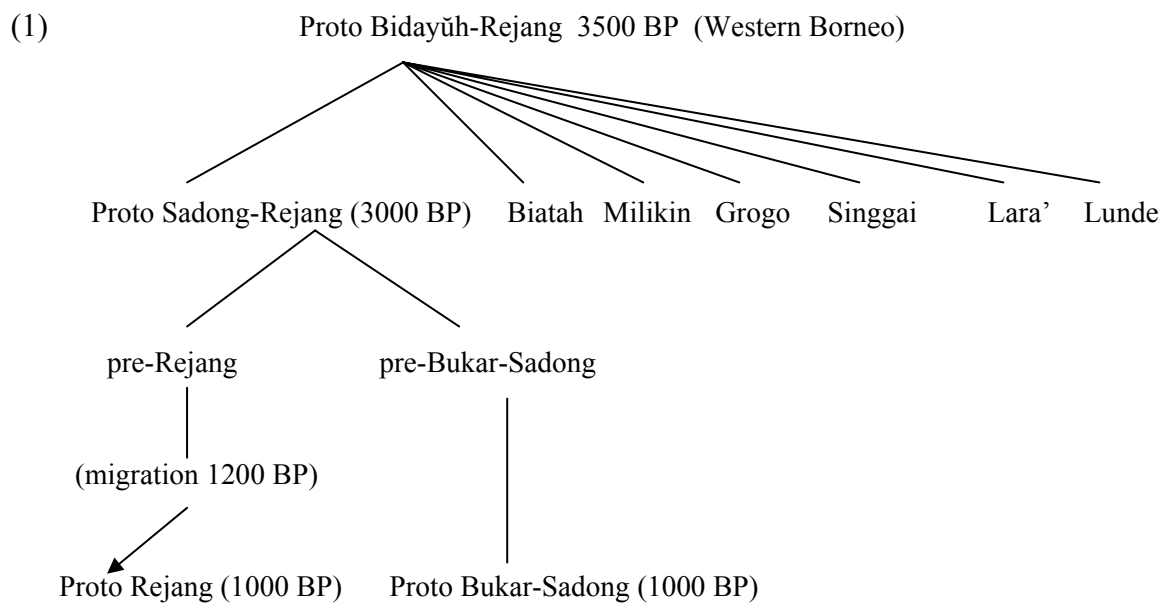 (1) Proto Bidayŭh-Rejang 3500 BP (Western Borneo)
Proto Sadong-Rejang (3000 BP) Biatah Milikin Grogo Singgai Lara’ Lunde
pre-Rejang pre-Bukar-Sadong
(migration 1200 BP)
Proto Rejang (1000 BP) Proto Bukar-Sadong (1000 BP)